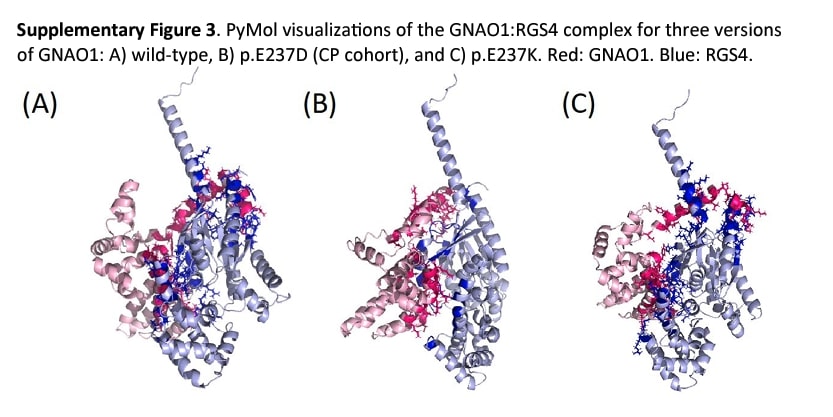 Supplementary Figure 3. PyMol visualizations of the GNAO1:RGS4 complex for three versions
of GNAO1: A) wild-type, B) p.E237D (CP cohort), and C) p.E237K. Red: GNAO1. Blue: RGS4.
(A) (B) (C)